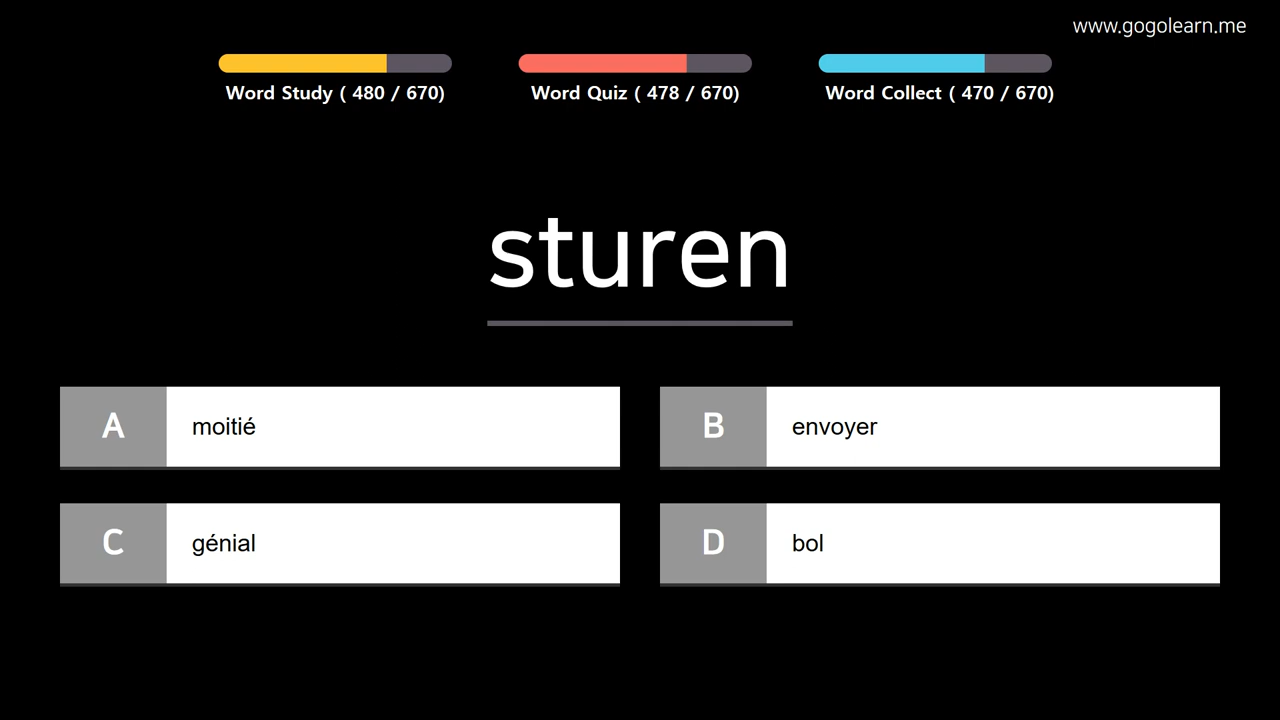 www.gogolearn.me
Word Study ( 480 / 670)
Word Quiz ( 478 / 670)
Word Collect ( 470 / 670)
sturen
A moitié
B envoyer
C génial
D bol